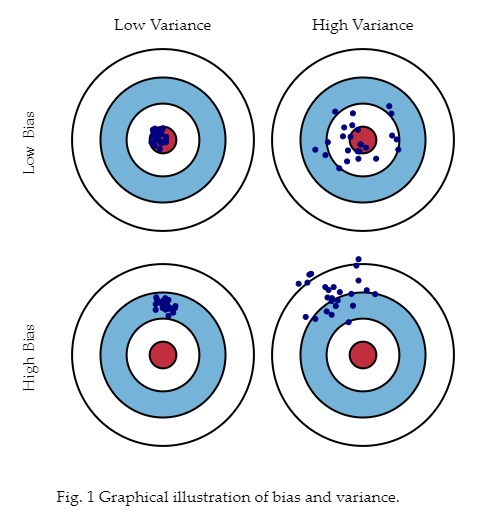 Low Variance
High Variance
Low Bias
High Bias
Fig. 1 Graphical illustration of bias and variance.